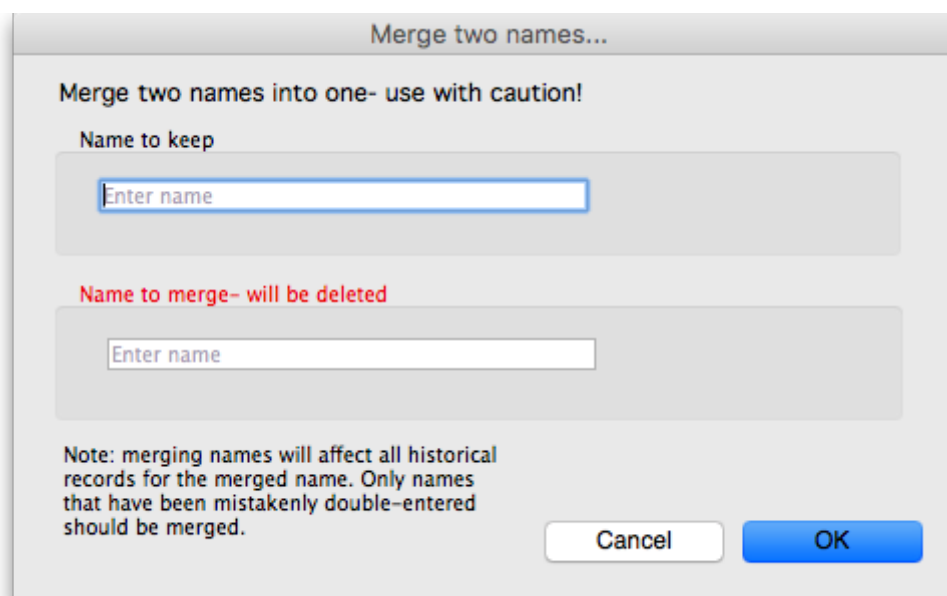 Merge two names...
Merge two names into one- use with caution!
Name to keep
Enter name
Name to merge- will be deleted
Enter name
Note: merging names will affect all historical
records for the merged name. Only names
that have been mistakenly double-entered
should be merged.
Cancel
OK